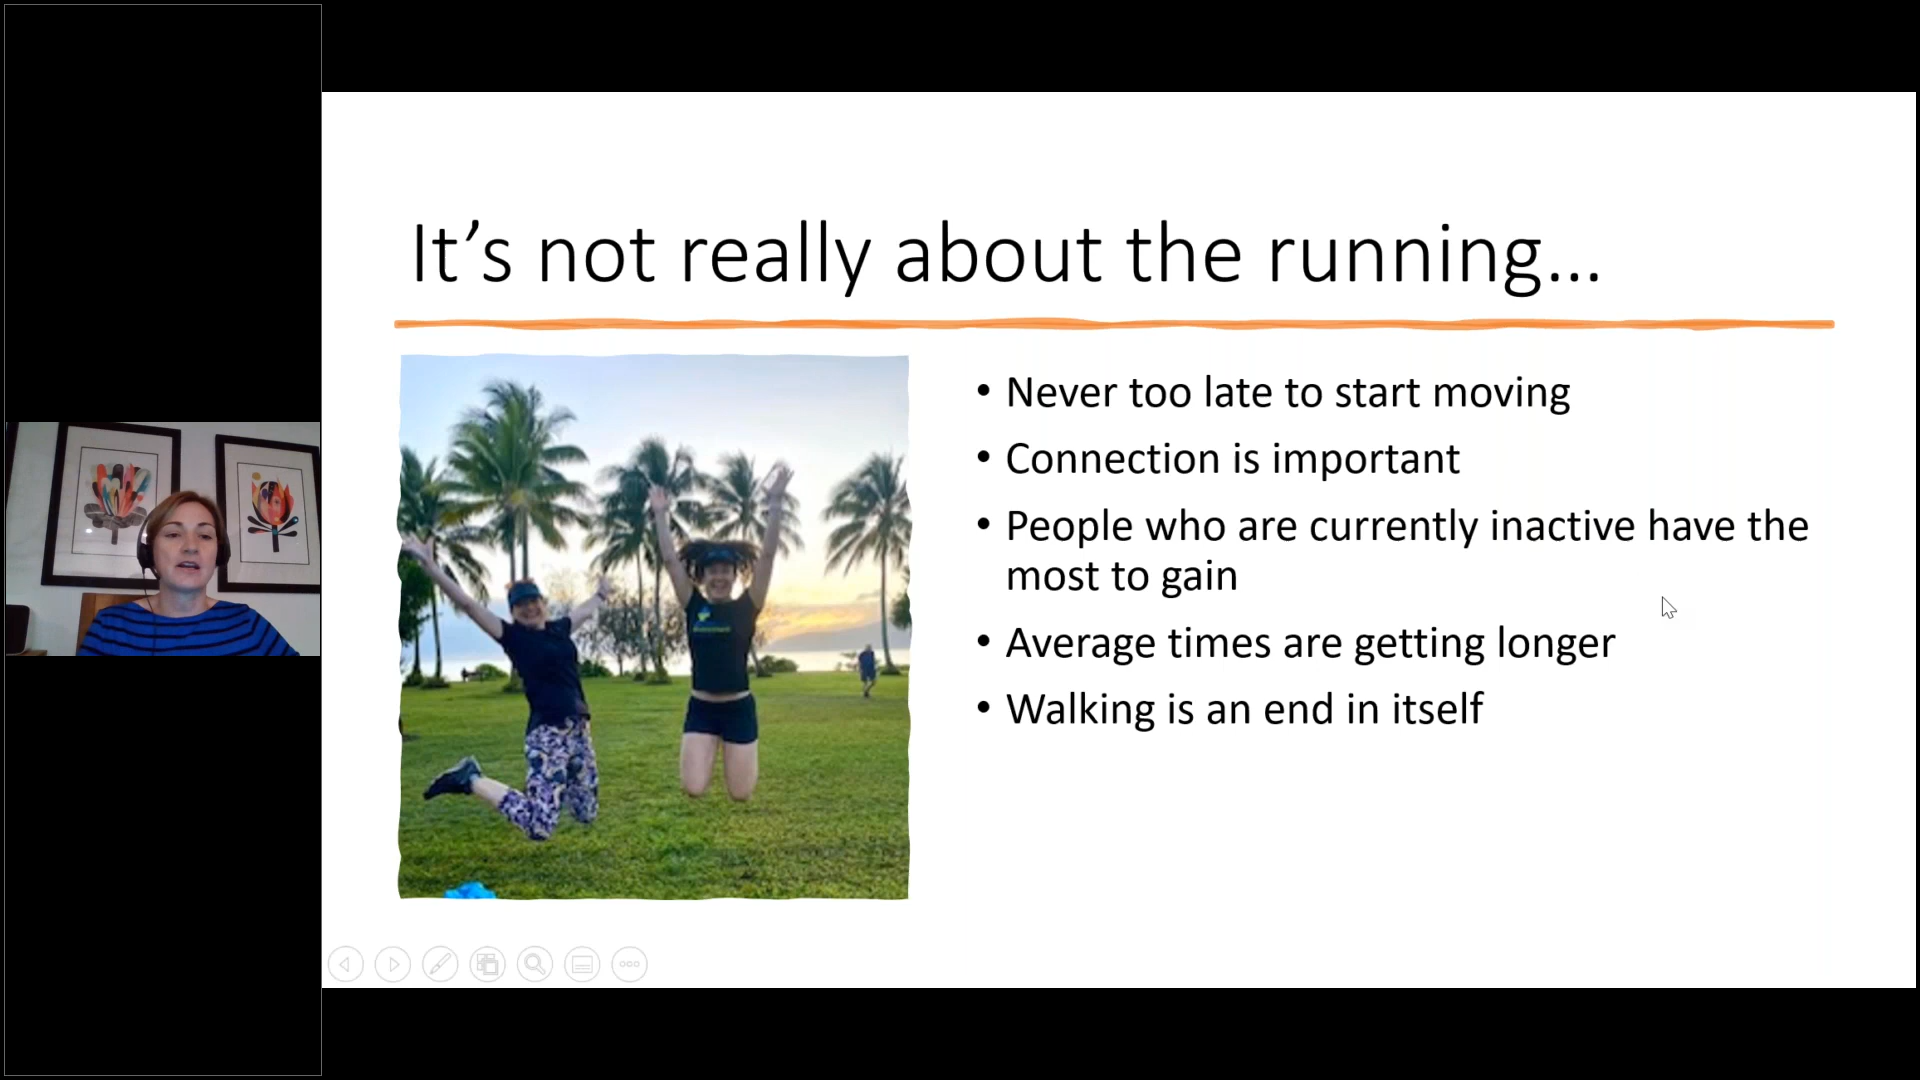 It’s not really about the running...
• Never too late to start moving
• Connection is important
• People who are currently inactive have the
most to gain
• Average times are getting longer
• Walking is an end in itself